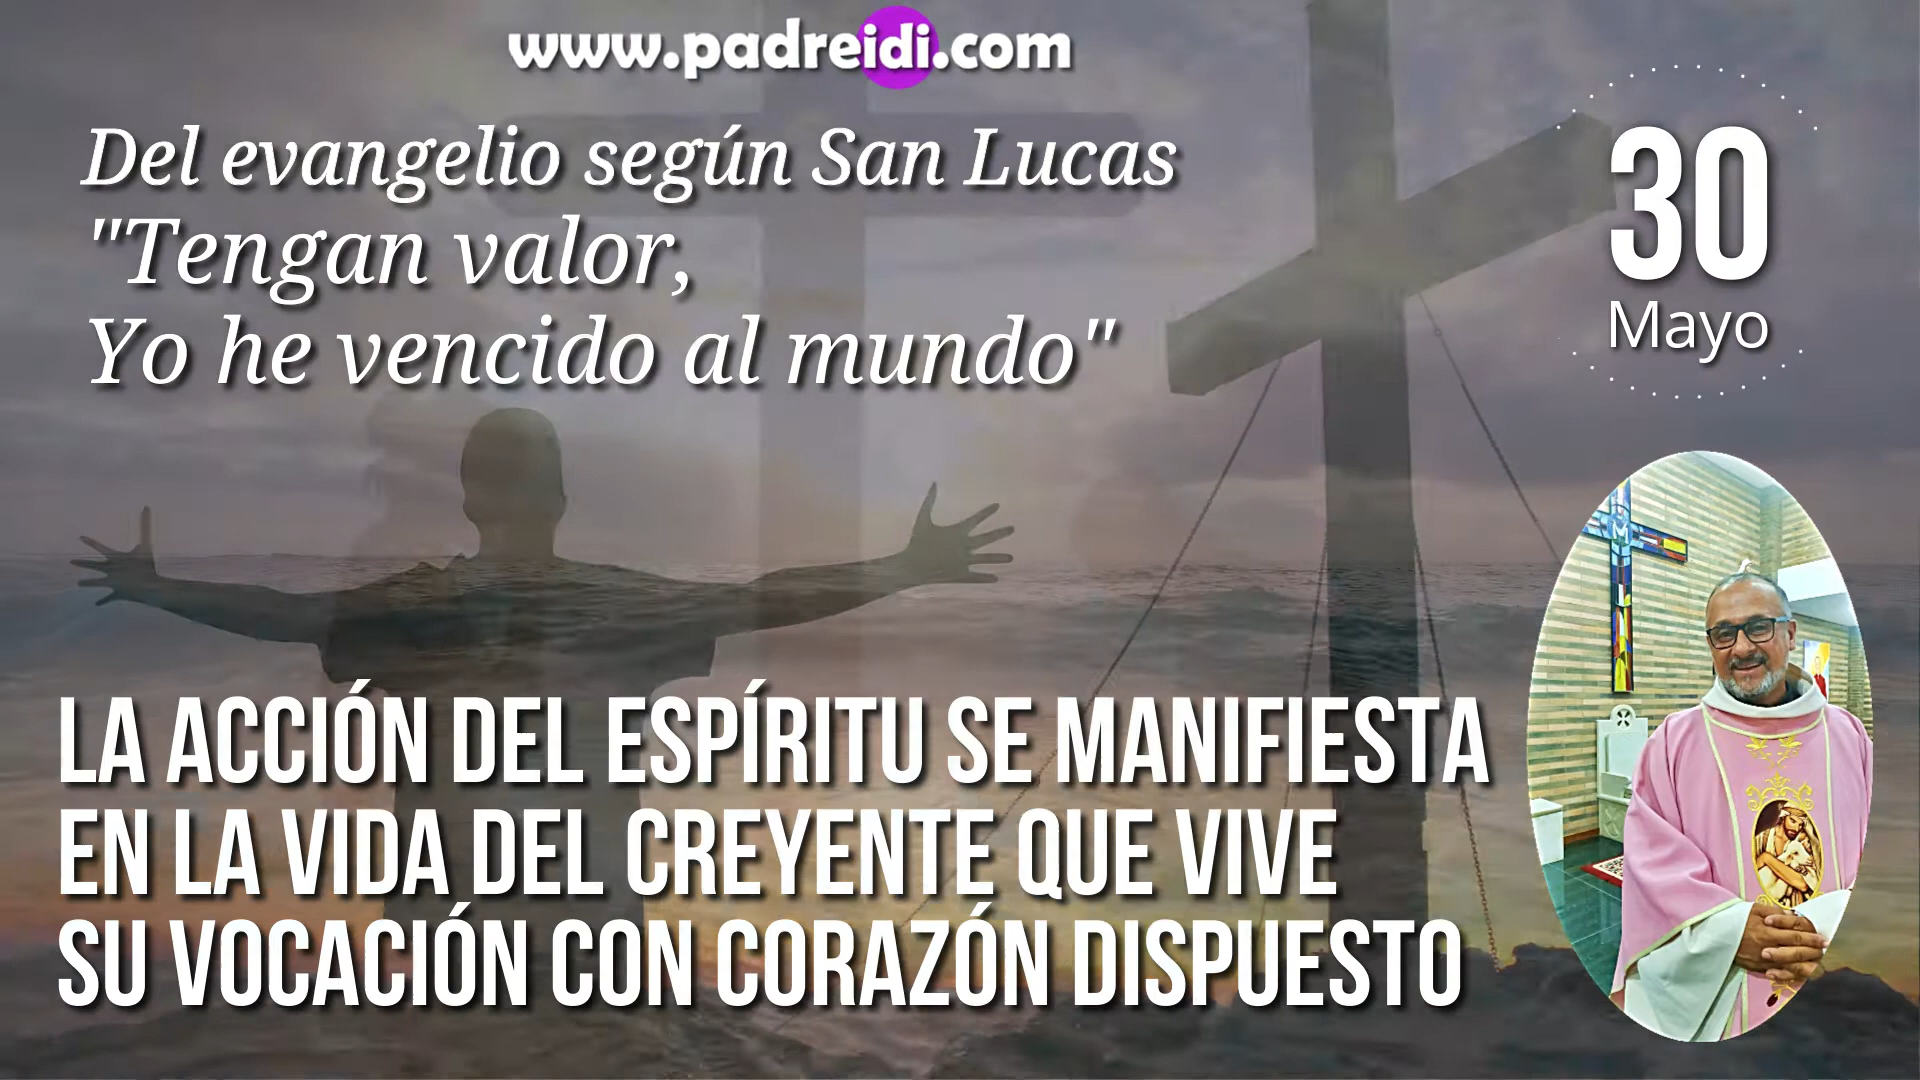 www.padreidi.com
Del evangelio según San Lucas
"Tengan valor,
Yo he vencido al mundo"
30
Mayo
LA ACCIÓN DEL ESPÍRITU SE MANIFIESTA
EN LA VIDA DEL CREYENTE QUE VIVE
SU VOCACIÓN CON CORAZÓN DISPUESTO